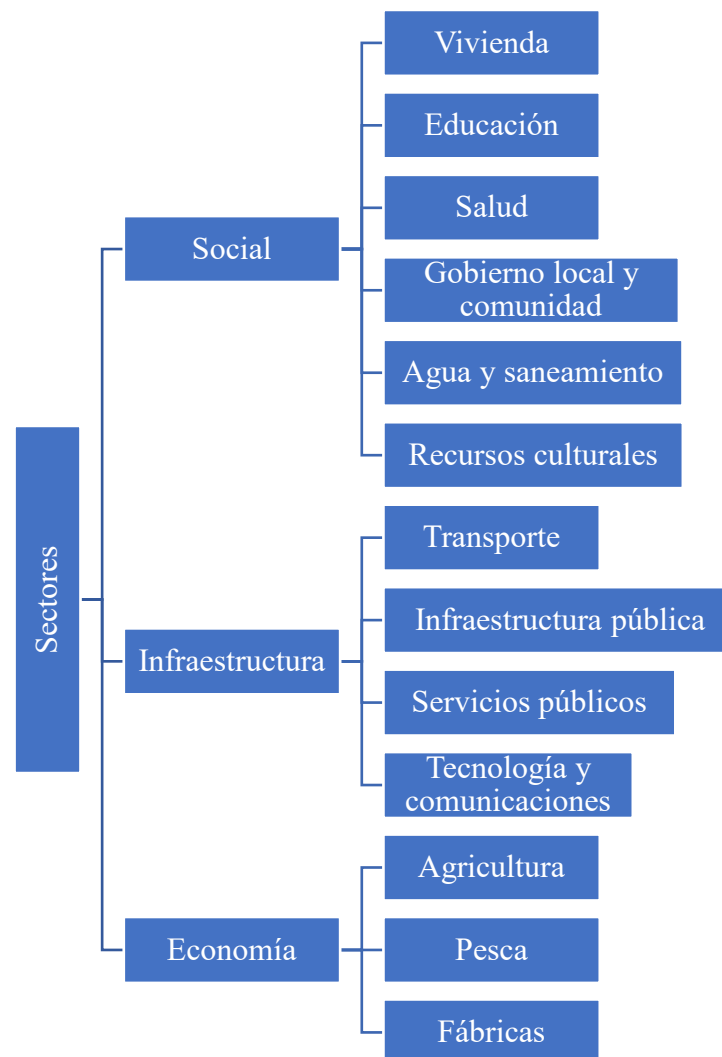 Sectores
Social
Vivienda
Educación
Salud
Gobierno local y
comunidad
Agua y saneamiento
Recursos culturales
Infraestructura
Transporte
Infraestructura pública
Servicios públicos
Tecnología y
comunicaciones
Economía
Agricultura
Pesca
Fábricas